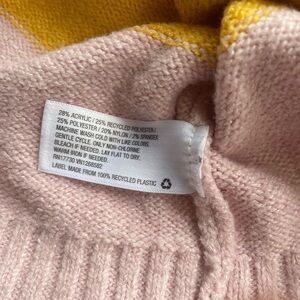 28% ACRYLIC / 25% RECYCLED POLYESTER /
25% POLYESTER / 20% NYLON / 2% SPANDEX
MACHINE WASH COLD WITH LIKE COLORS,
GENTLE CYCLE. ONLY NON-CHLORINE
BLEACH IF NEEDED. LAY FLAT TO DRY.
WARM IRON IF NEEDED.
RN17730 VN1268582
LABEL MADE FROM 100% RECYCLED PLASTIC